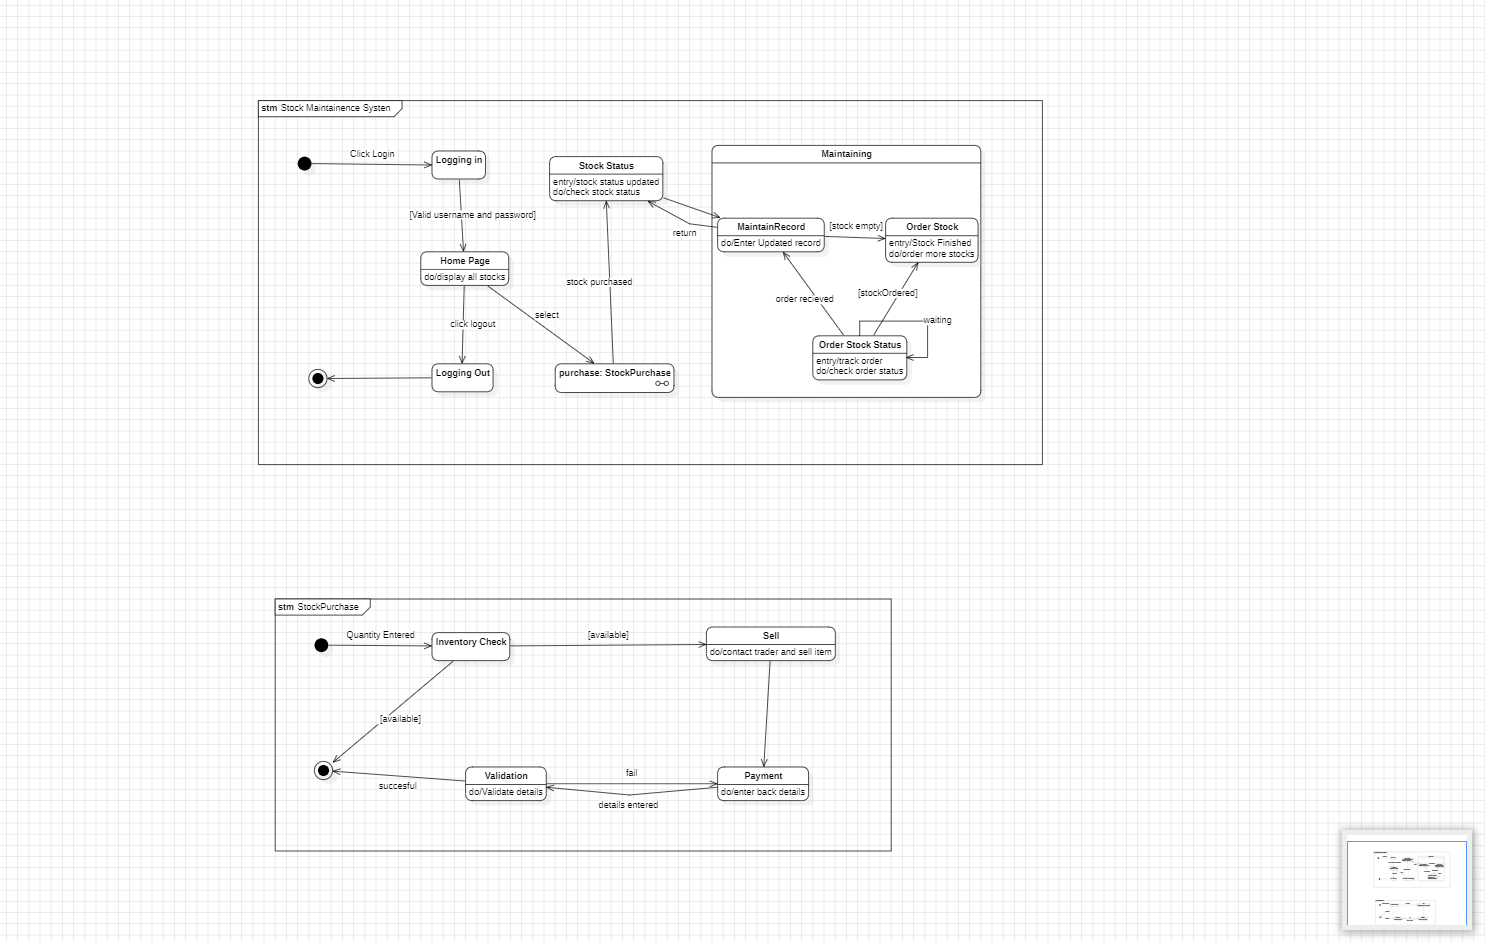 stm Stock Maintainence Systen
Click Login
Logging in
[Valid username and password]
Home Page
do/display all stocks
click logout
select
Logging Out
Stock Status
entry/stock status updated
do/check stock status
return
stock purchased
purchase: StockPurchase
Maintaining
MaintainRecord
do/Enter Updated record
[stock empty]
Order Stock
entry/Stock Finished
do/order more stocks
order recieved
[stockOrdered]
waiting
Order Stock Status
entry/track order
do/check order status
stm StockPurchase
Quantity Entered
Inventory Check
[available]
Sell
do/contact trader and sell item
[available]
succesful
Validation
do/Validate details
fail
details entered
Payment
do/enter back details